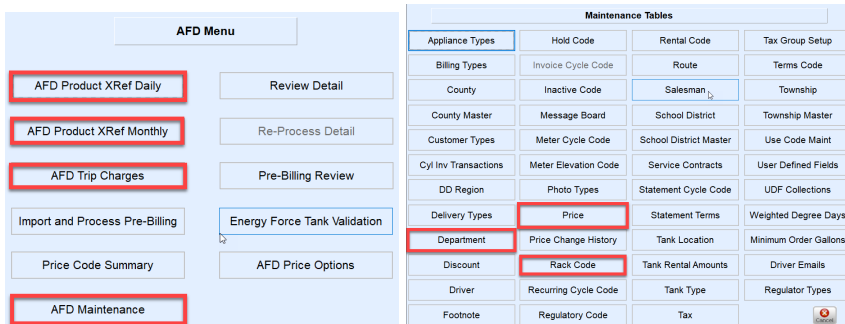 AFD Menu
AFD Product XRef Daily
Review Detail
AFD Product XRef Monthly
Re-Process Detail
AFD Trip Charges
Pre-Billing Review
Import and Process Pre-Billing
Energy Force Tank Validation
Price Code Summary
AFD Price Options
AFD Maintenance
Maintenance Tables
Appliance Types
Hold Code
Rental Code
Tax Group Setup
Billing Types
Invoice Cycle Code
Route
Terms Code
County
Inactive Code
Salesman
Township
County Master
Message Board
School District
Township Master
Customer Types
Meter Cycle Code
School District Master
Use Code Maint
Cyl Inv Transactions
Meter Elevation Code
Service Contracts
User Defined Fields
DD Region
Photo Types
Statement Cycle Code
UDF Collections
Delivery Types
Price
Statement Terms
Weighted Degree Days
Department
Price Change History
Tank Location
Minimum Order Gallons
Discount
Rack Code
Tank Rental Amounts
Driver Emails
Driver
Recurring Cycle Code
Tank Type
Regulator Types
Footnote
Regulatory Code
Tax
Cancel